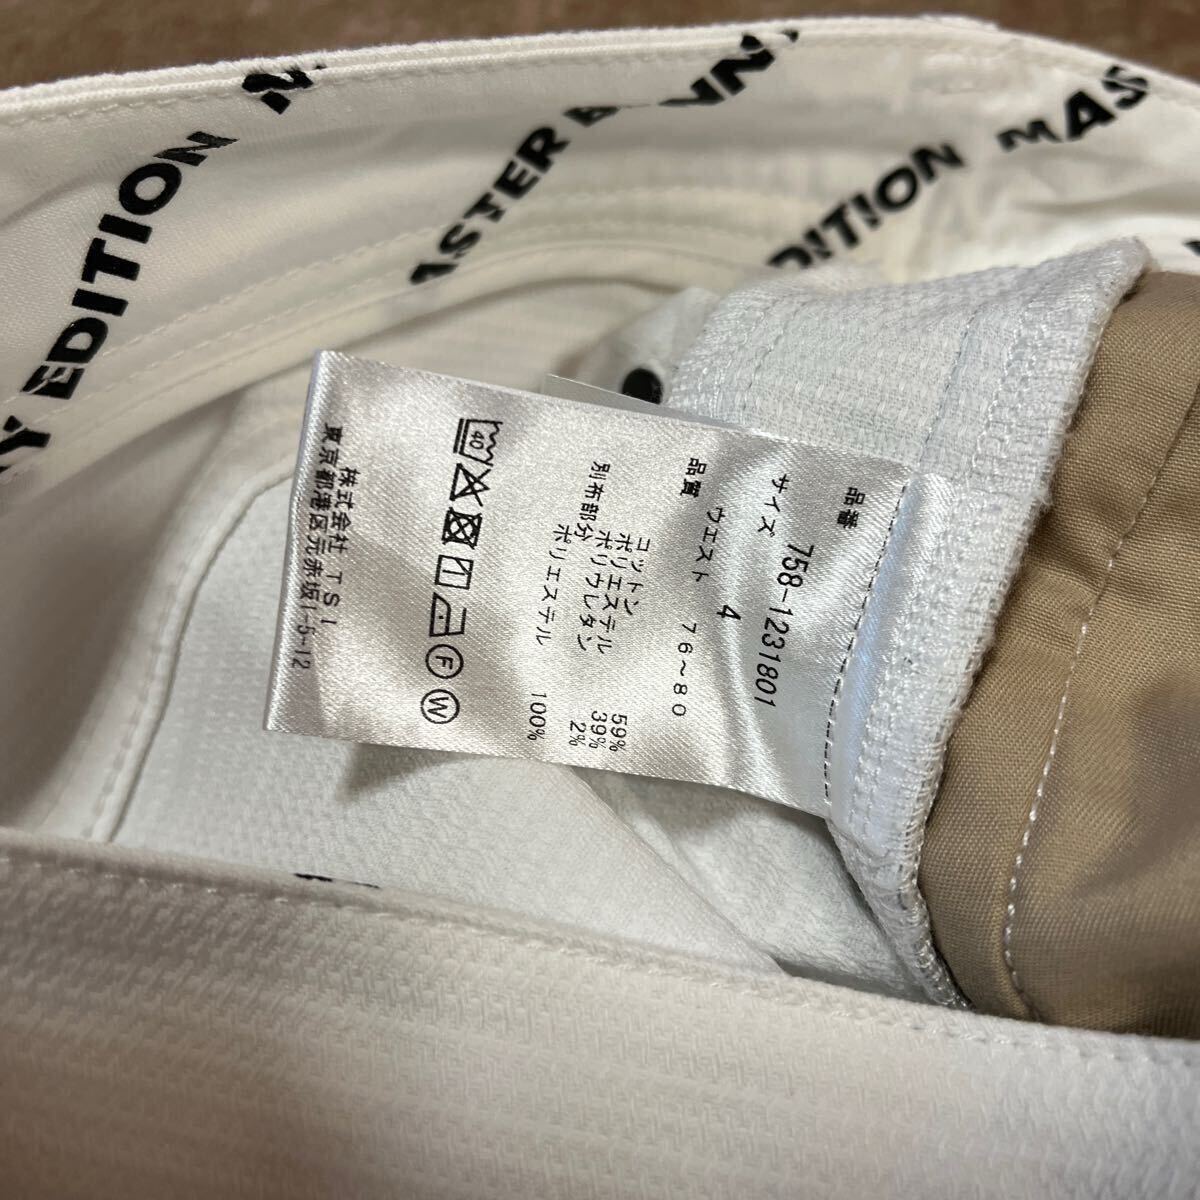 Y EDITION M
ASTER BUNNY
EDITION MAS
品番 758-1231801
サイズ 4
ウエスト 76~80
品質
コットン 59%
ポリエステル 39%
ポリウレタン 2%
別布部分
ポリエステル 100%
40
F
W
株式会社 TSI
東京都港区元赤坂1-5-12